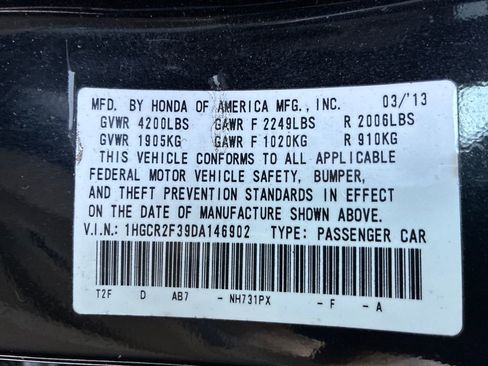 MFD. BY HONDA OF AMERICA MFG., INC. 03/'13
GVWR 4200LBS GAWR F 2249LBS R 2006LBS
GVWR 1905KG GAWR F 1020KG R 910KG
THIS VEHICLE CONFORMS TO ALL APPLICABLE
FEDERAL MOTOR VEHICLE SAFETY, BUMPER,
AND THEFT PREVENTION STANDARDS IN EFFECT
ON THE DATE OF MANUFACTURE SHOWN ABOVE.
V.I.N.: 1HGCR2F39DA146902 TYPE: PASSENGER CAR
T2F D AB7 - NH731PX - F - A